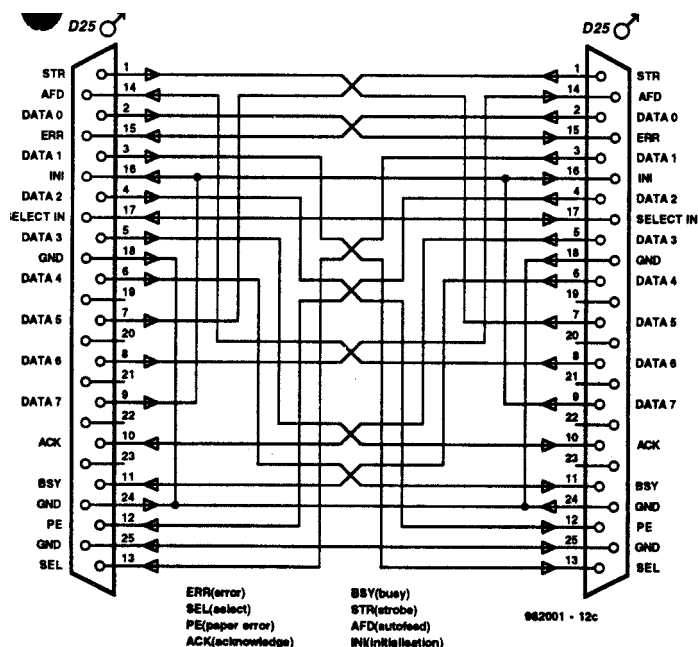 D25 D25
STR 1 1 STR
AFD 14 14 AFD
DATA 0 2 2 DATA 0
ERR 15 15 ERR
DATA 1 3 3 DATA 1
INI 16 16 INI
DATA 2 4 4 DATA 2
SELECT IN 17 17 SELECT IN
DATA 3 5 5 DATA 3
GND 18 18 GND
DATA 4 6 6 DATA 4
19 19
DATA 5 7 7 DATA 5
20 20
DATA 6 8 8 DATA 6
21 21
DATA 7 9 9 DATA 7
22 22
ACK 10 10 ACK
23 23
BSY 11 11 BSY
GND 24 24 GND
PE 12 12 PE
GND 25 25 GND
SEL 13 13 SEL
ERR(error) BSY(busy)
SEL(select) STR(strobe)
PE(paper error) AFD(autofeed)
ACK(acknowledge) INI(initialisation)
982001 - 12c